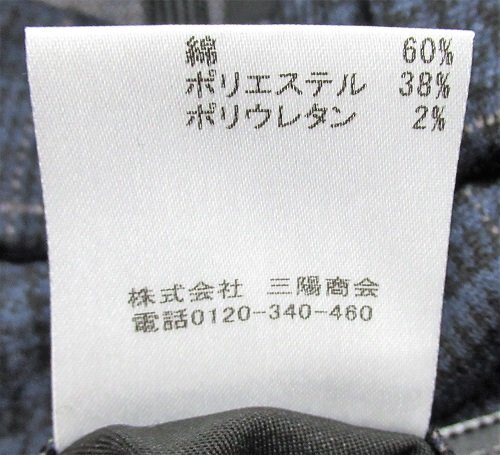 綿 60%
ポリエステル 38%
ポリウレタン 2%
株式会社 三陽商会
電話0120-340-460